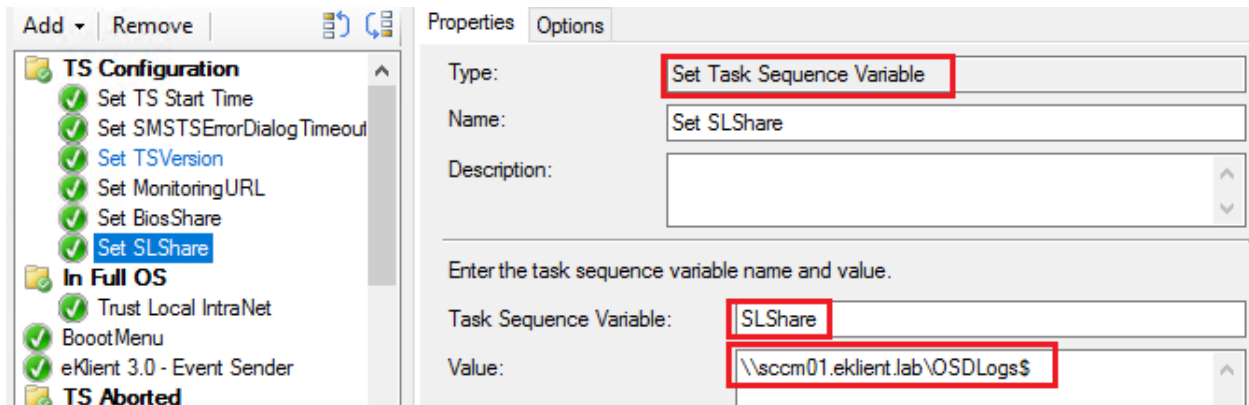 Add Remove
TS Configuration
Set TS Start Time
Set SMSTSErrorDialogTimeout
Set TSVersion
Set MonitoringURL
Set BiosShare
Set SLShare
In Full OS
Trust Local IntraNet
BoootMenu
eKlient 3.0 - Event Sender
TS Aborted
Properties Options
Type: Set Task Sequence Variable
Name: Set SLShare
Description:
Enter the task sequence variable name and value.
Task Sequence Variable: SLShare
Value: \\sccm01.eklient.lab\OSDLogs$